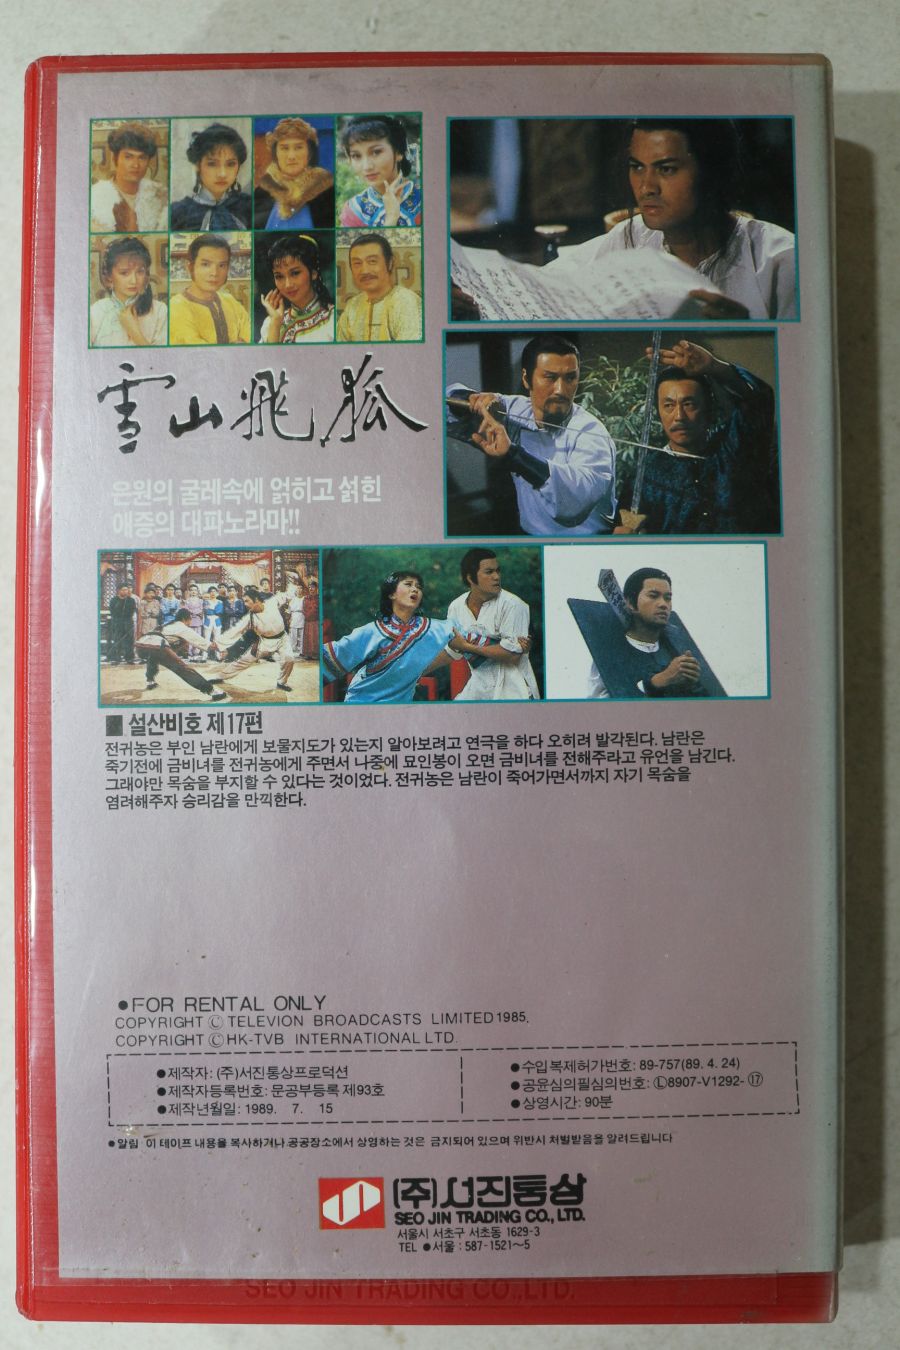 雪山飛狐
은원의 굴레속에 얽히고 설힌
애증의 대파노라마!!
■ 설산비호 제17편
전귀농은 부인 남란에게 보물지도가 있는지 알아보려고 연극을 하다 오히려 발각된다. 남란은
죽기전에 금비녀를 전귀농에게 주면서 나중에 묘인봉이 오면 금비녀를 전해주라고 유언을 남긴다.
그래야만 목숨을 부지할 수 있다는 것이었다. 전귀농은 남란이 죽어가면서까지 자기 목숨을
염려해주자 승리감을 만끽한다.
●FOR RENTAL ONLY
COPYRIGHT Ⓒ TELEVION BROADCASTS LIMITED 1985.
COPYRIGHT Ⓒ HK-TVB INTERNATIONAL LTD.
●제작자: (주)서진통상프로덕션
●제작자등록번호: 문공부등록 제93호
●제작년월일: 1989. 7. 15
●수입복제허가번호: 89-757(89. 4. 24)
●공윤심의필심의번호: Ⓛ8907-V1292-⑰
●상영시간: 90분
●알림 이 테이프 내용을 복사하거나 공공장소에서 상영하는 것은 금지되어 있으며 위반시 처벌받음을 알려드립니다
(주)서진통상
SEO JIN TRADING CO., LTD.
서울시 서초구 서초동 1629-3
TEL ●서울 : 587-1521~5
SEO JIN TRADING CO.,LTD.